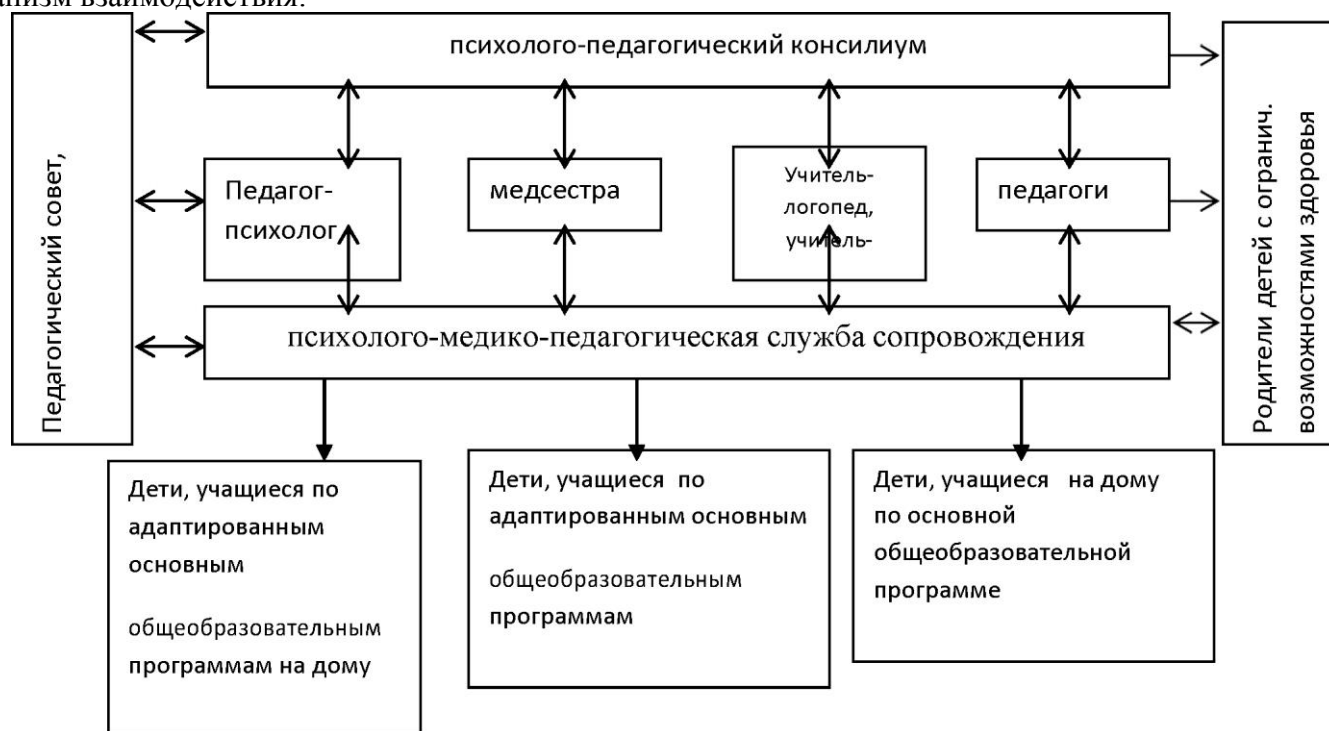 взаимодействия:
психолого-педагогический консилиум
Педагогический совет,
Родители детей с огранич.
возможностями здоровья
Педагог-
психолог
медсестра
Учитель-
логопед,
учитель-
педагоги
психолого-медико-педагогическая служба сопровождения
Дети, учащиеся по
адаптированным
основным
общеобразовательным
программам на дому
Дети, учащиеся по
адаптированным основным
общеобразовательным
программам
Дети, учащиеся на дому
по основной
общеобразовательной
программе